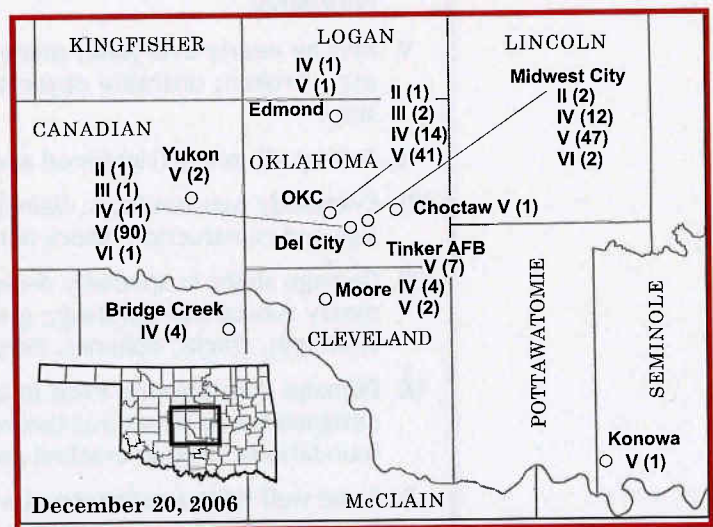 KINGFISHER
LOGAN
IV (1)
V (1)
LINCOLN
Midwest City
II (2)
IV (12)
V (47)
VI (2)
Edmond
II (1)
III (2)
IV (14)
V (41)
CANADIAN
II (1)
III (1)
IV (11)
V (90)
VI (1)
Yukon
V (2)
OKLAHOMA
OKC
Choctaw V (1)
Del City
Tinker AFB
V (7)
Moore
IV (4)
V (2)
Bridge Creek
IV (4)
CLEVELAND
POTTAWATOMIE
SEMINOLE
Konowa
V (1)
December 20, 2006
McCLAIN